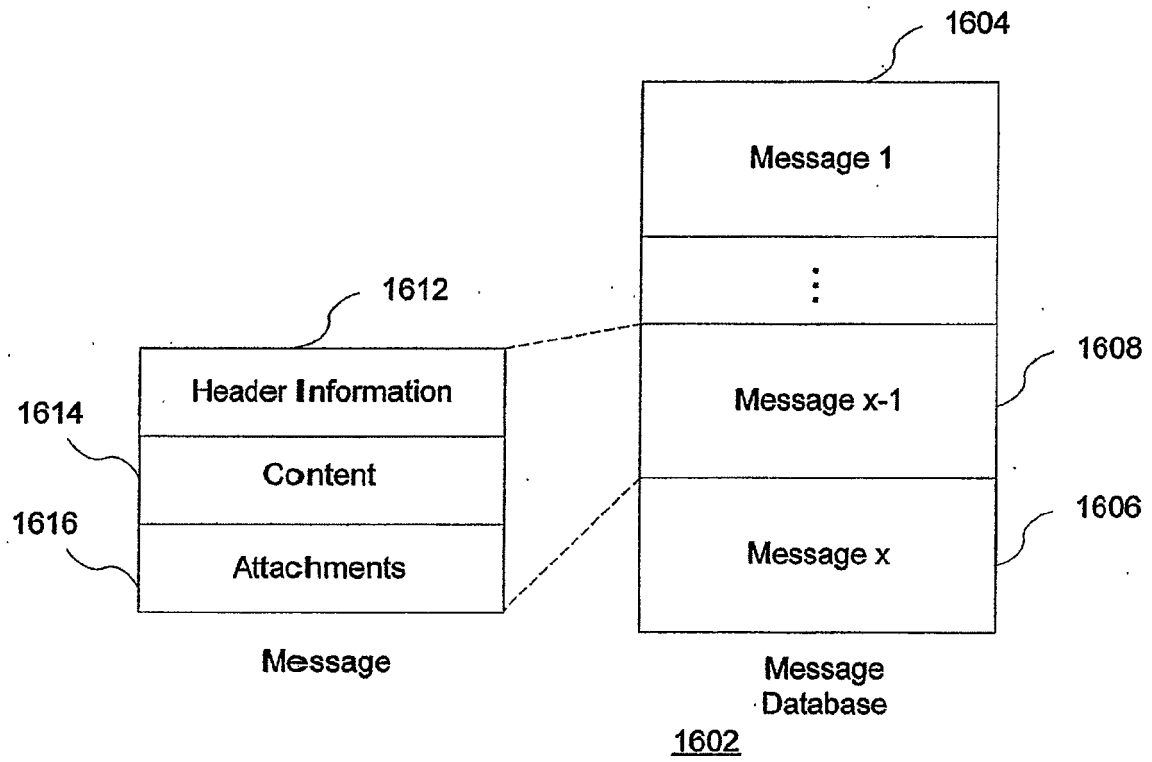 1604
Message 1
⋮
1612
Header Information
1608
Message x-1
1614
Content
1616
1606
Attachments
Message x
Message
Message
Database
1602